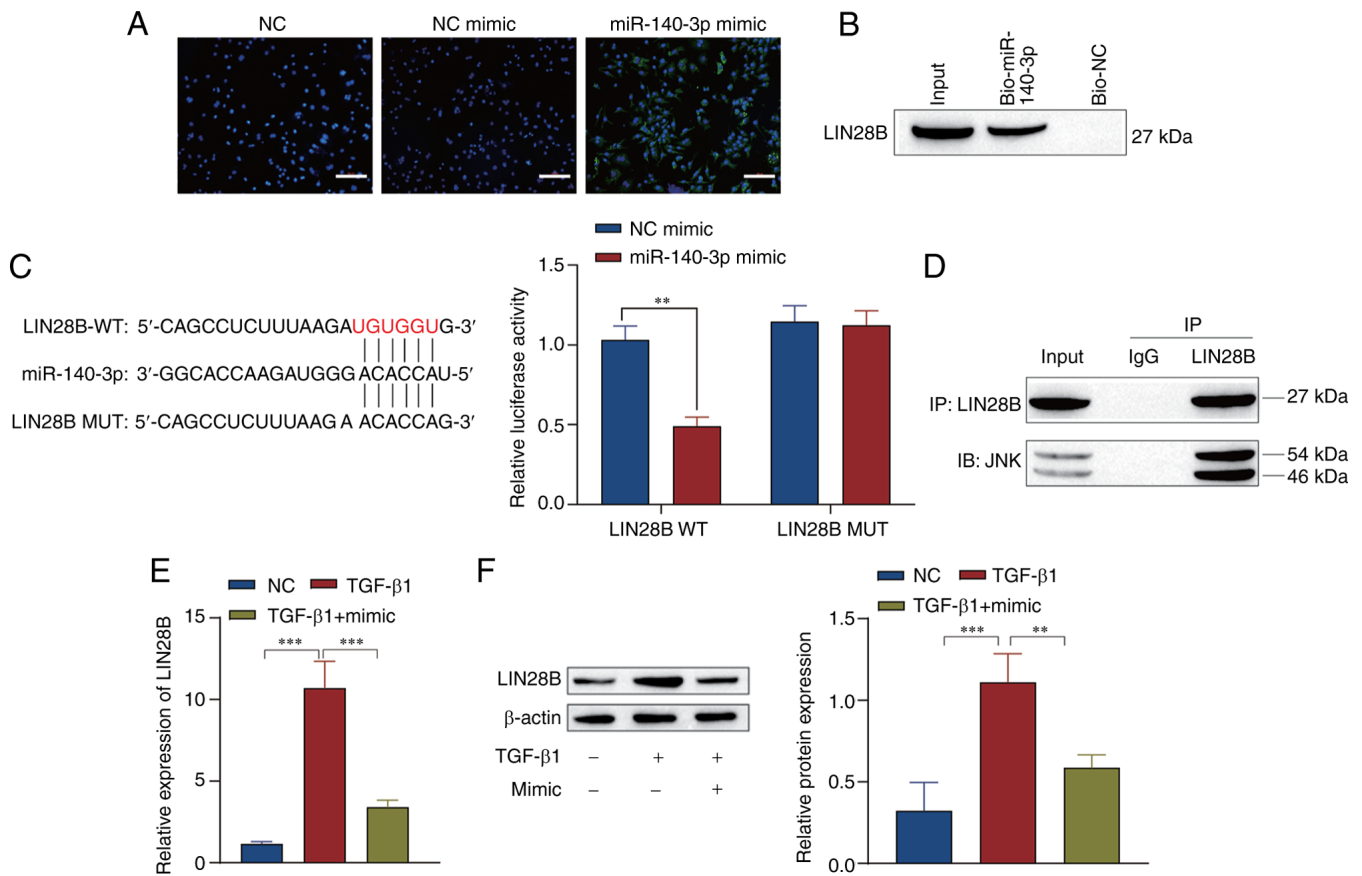 A
NC
NC mimic
miR-140-3p mimic
B
Input
Bio-miR-
140-3p
Bio-NC
LIN28B
27 kDa
C
LIN28B-WT: 5′-CAGCCUCUUUAAGAUGUGGUG-3′
miR-140-3p: 3′-GGCACCAAGAUGGGACACCAU-5′
LIN28B MUT: 5′-CAGCCUCUUUAAG A ACACCAG-3′
NC mimic
miR-140-3p mimic
Relative luciferase activity
1.5
1.0
0.5
0.0
**
LIN28B WT
LIN28B MUT
D
IP
Input
IgG
LIN28B
IP: LIN28B
27 kDa
IB: JNK
54 kDa
46 kDa
E
NC
TGF-β1
TGF-β1+mimic
Relative expression of LIN28B
15
10
5
0
***
***
F
LIN28B
β-actin
TGF-β1 – + +
Mimic – – +
NC
TGF-β1
TGF-β1+mimic
Relative protein expression
1.5
1.0
0.5
0.0
***
**